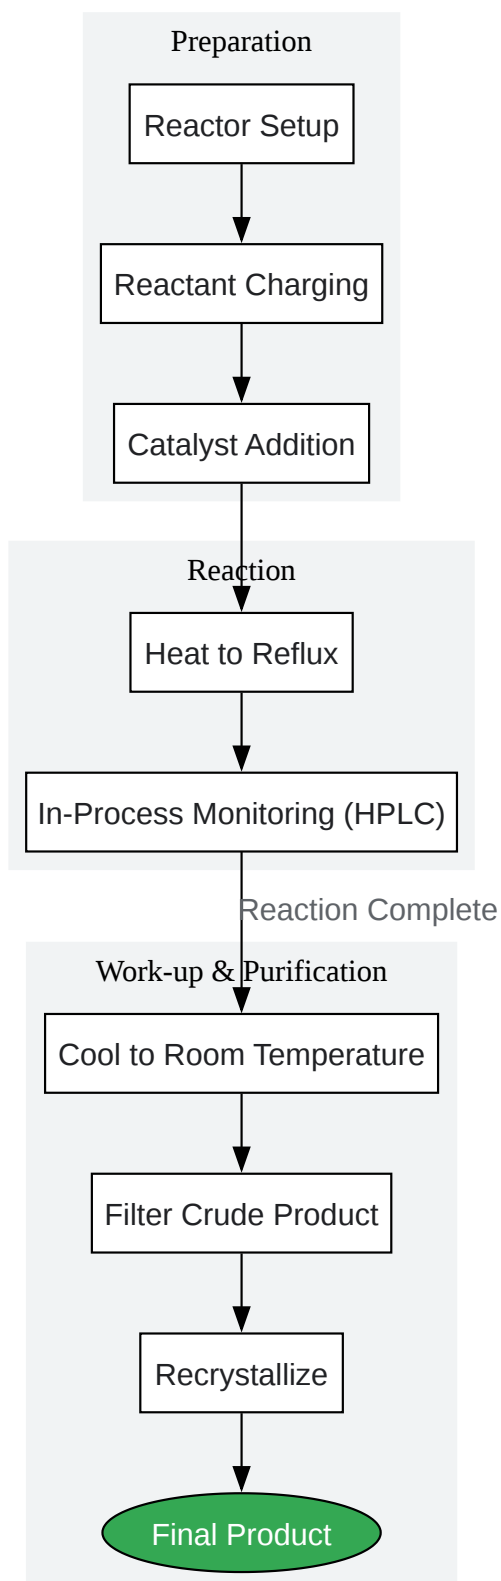 Preparation
Reactor Setup
Reactant Charging
Catalyst Addition
Reaction
Heat to Reflux
In-Process Monitoring (HPLC)
Reaction Complete
Work-up & Purification
Cool to Room Temperature
Filter Crude Product
Recrystallize
Final Product